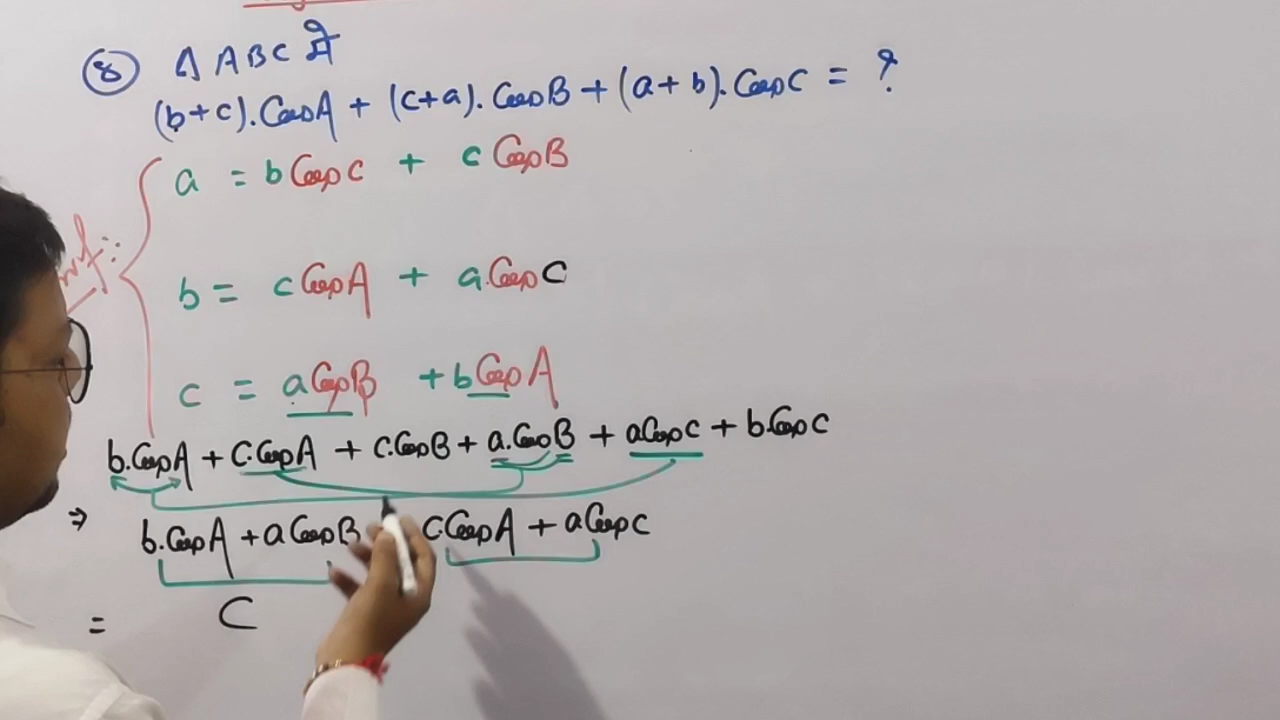 8 Δ ABC में
(b+c).CosA + (c+a).CosB + (a+b).CosC = ?
a = b CosC + c CosB
b = c CosA + a.CosC
c = a CosB + b CosA
b.CosA + C.CosA + c.CosB + a.CosB + a CosC + b.CosC
⇒ b.CosA + a CosB c.CosA + a CosC
= C